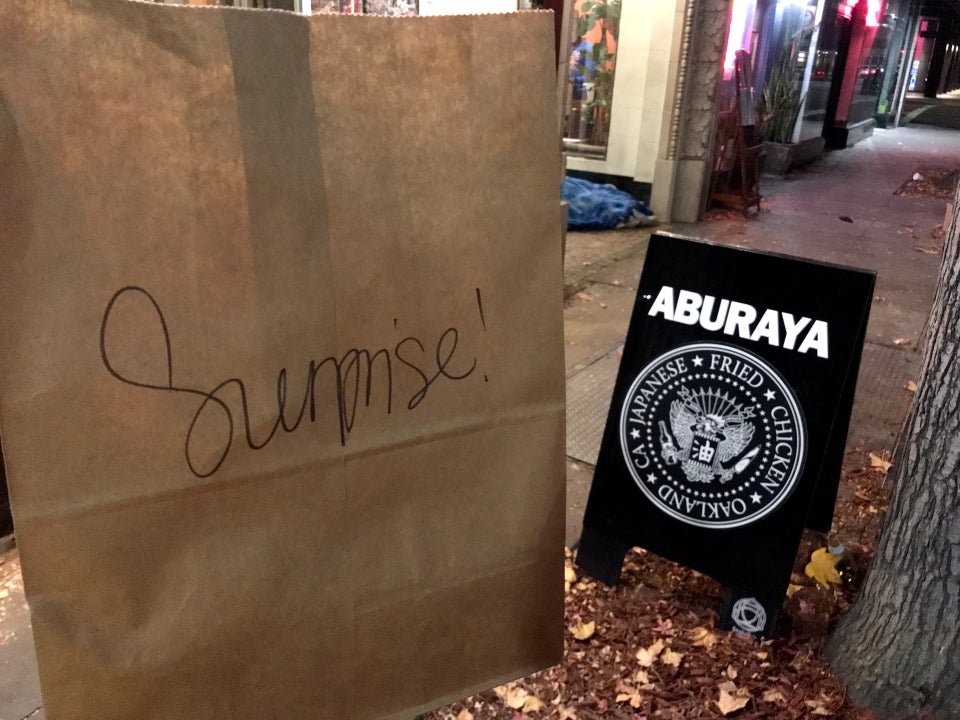 Surprise!
ABURAYA
JAPANESE ★ FRIED ★ CHICKEN ★ OAKLAND ★ CA ★
油